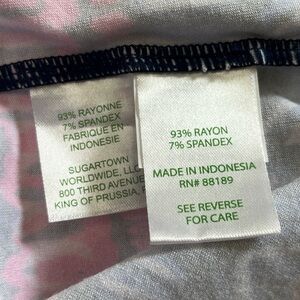 93% RAYONNE
7% SPANDEX
FABRIQUE EN
INDONESIE
SUGARTOWN
WORLDWIDE, LLC
800 THIRD AVENUE
KING OF PRUSSIA,
93% RAYON
7% SPANDEX
MADE IN INDONESIA
RN# 88189
SEE REVERSE
FOR CARE